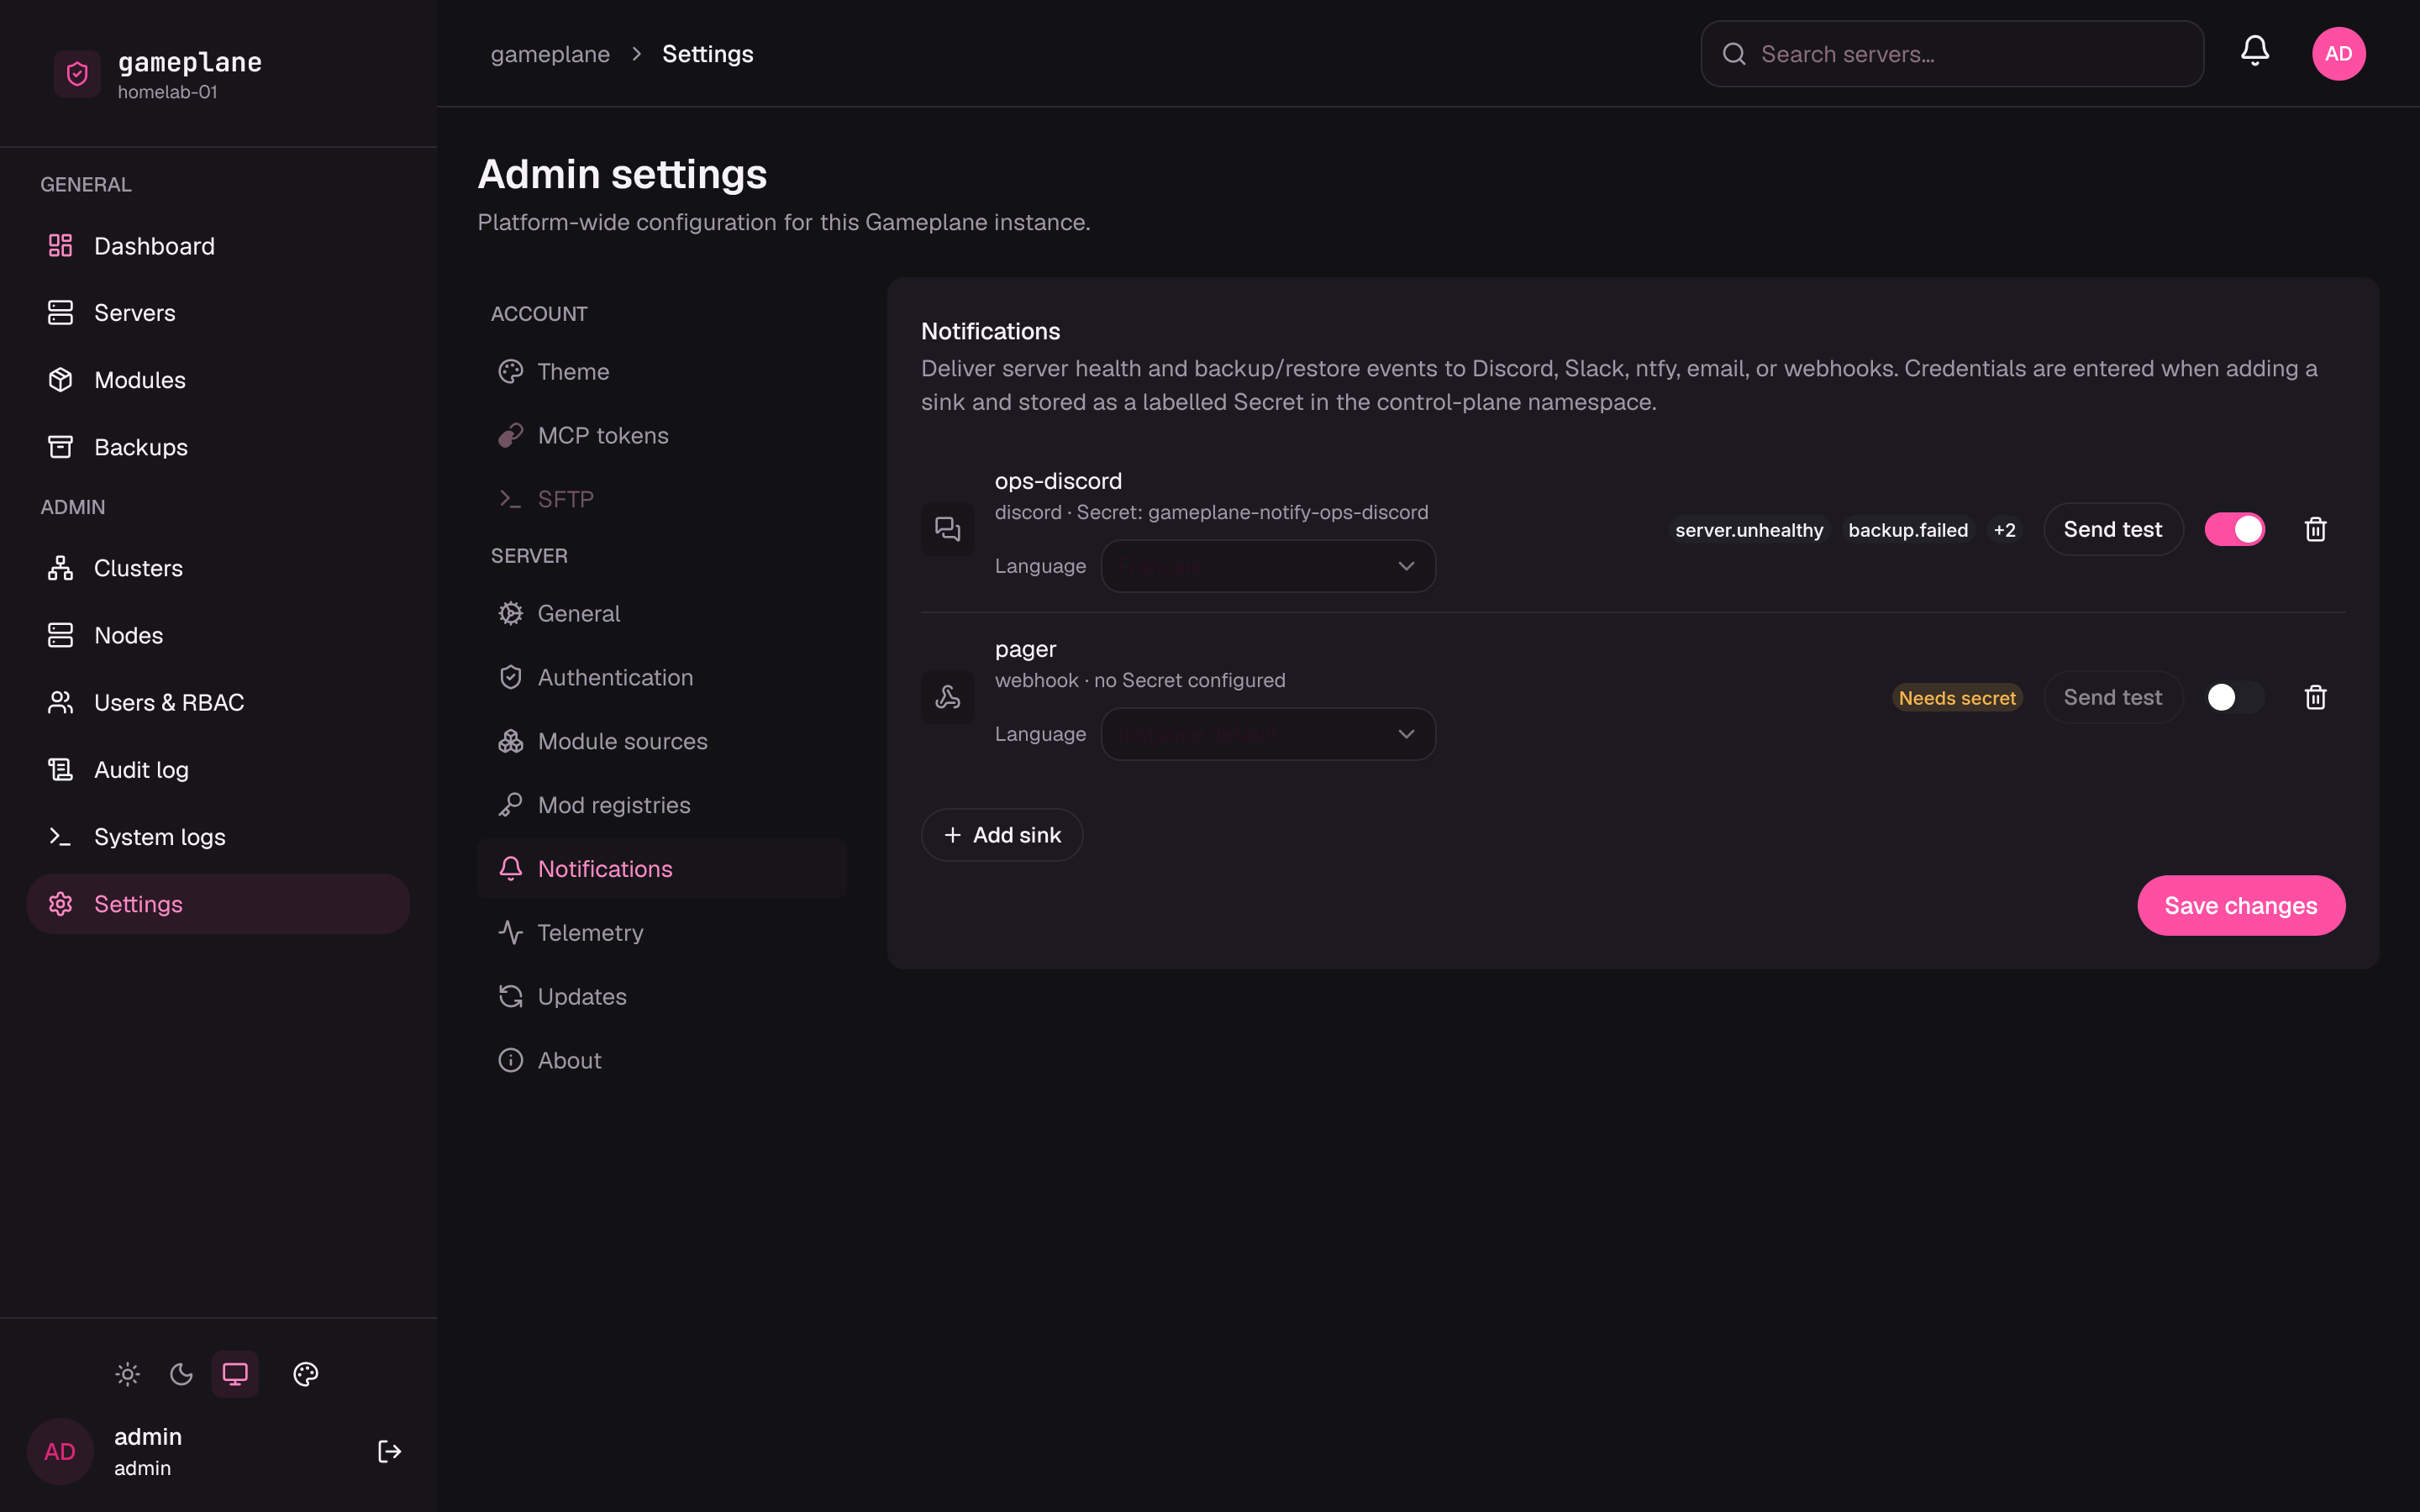 gameplane
homelab-01
GENERAL
Dashboard
Servers
Modules
Backups
ADMIN
Clusters
Nodes
Users & RBAC
Audit log
System logs
Settings
AD
admin
admin
gameplane
Settings
Search servers...
AD
Admin settings
Platform-wide configuration for this Gameplane instance.
ACCOUNT
Theme
MCP tokens
SFTP
SERVER
General
Authentication
Module sources
Mod registries
Notifications
Telemetry
Updates
About
Notifications
Deliver server health and backup/restore events to Discord, Slack, ntfy, email, or webhooks. Credentials are entered when adding a
sink and stored as a labelled Secret in the control-plane namespace.
ops-discord
discord · Secret: gameplane-notify-ops-discord
Language
Français
server.unhealthy
backup.failed
+2
Send test
pager
webhook · no Secret configured
Language
Instance default
Needs secret
Send test
+ Add sink
Save changes